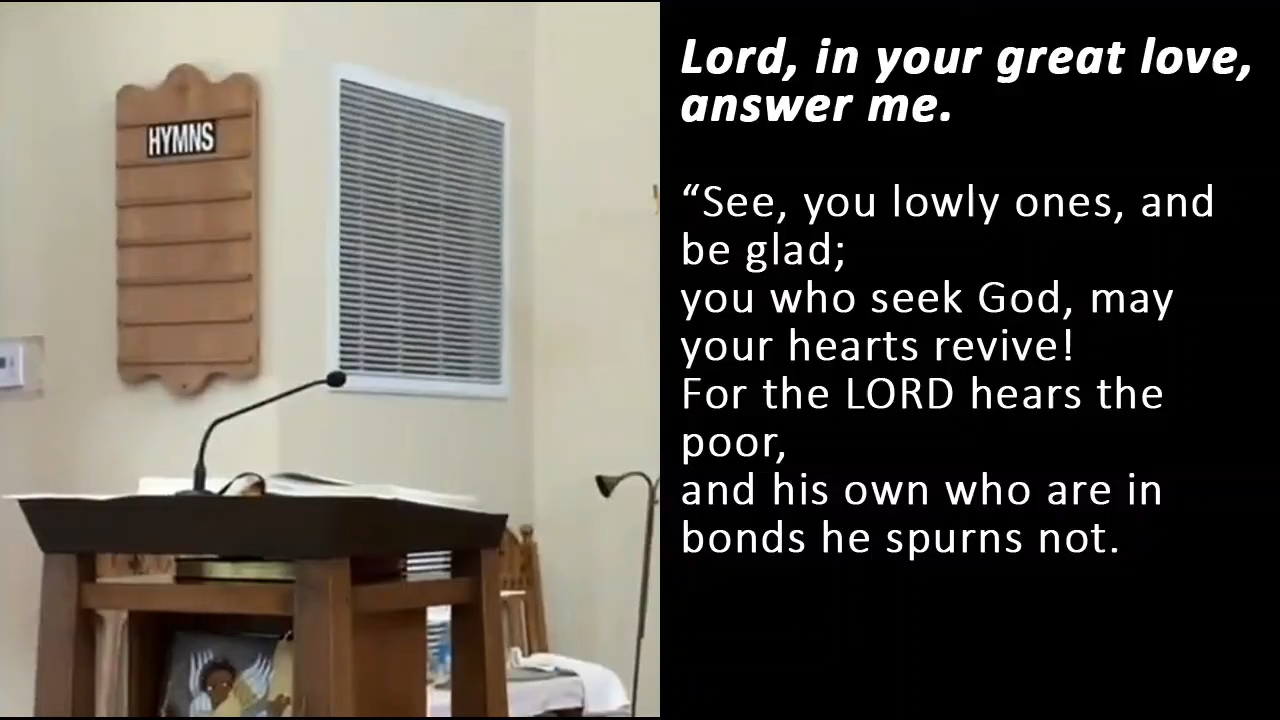 HYMNS
Lord, in your great love,
answer me.
“See, you lowly ones, and
be glad;
you who seek God, may
your hearts revive!
For the LORD hears the
poor,
and his own who are in
bonds he spurns not.